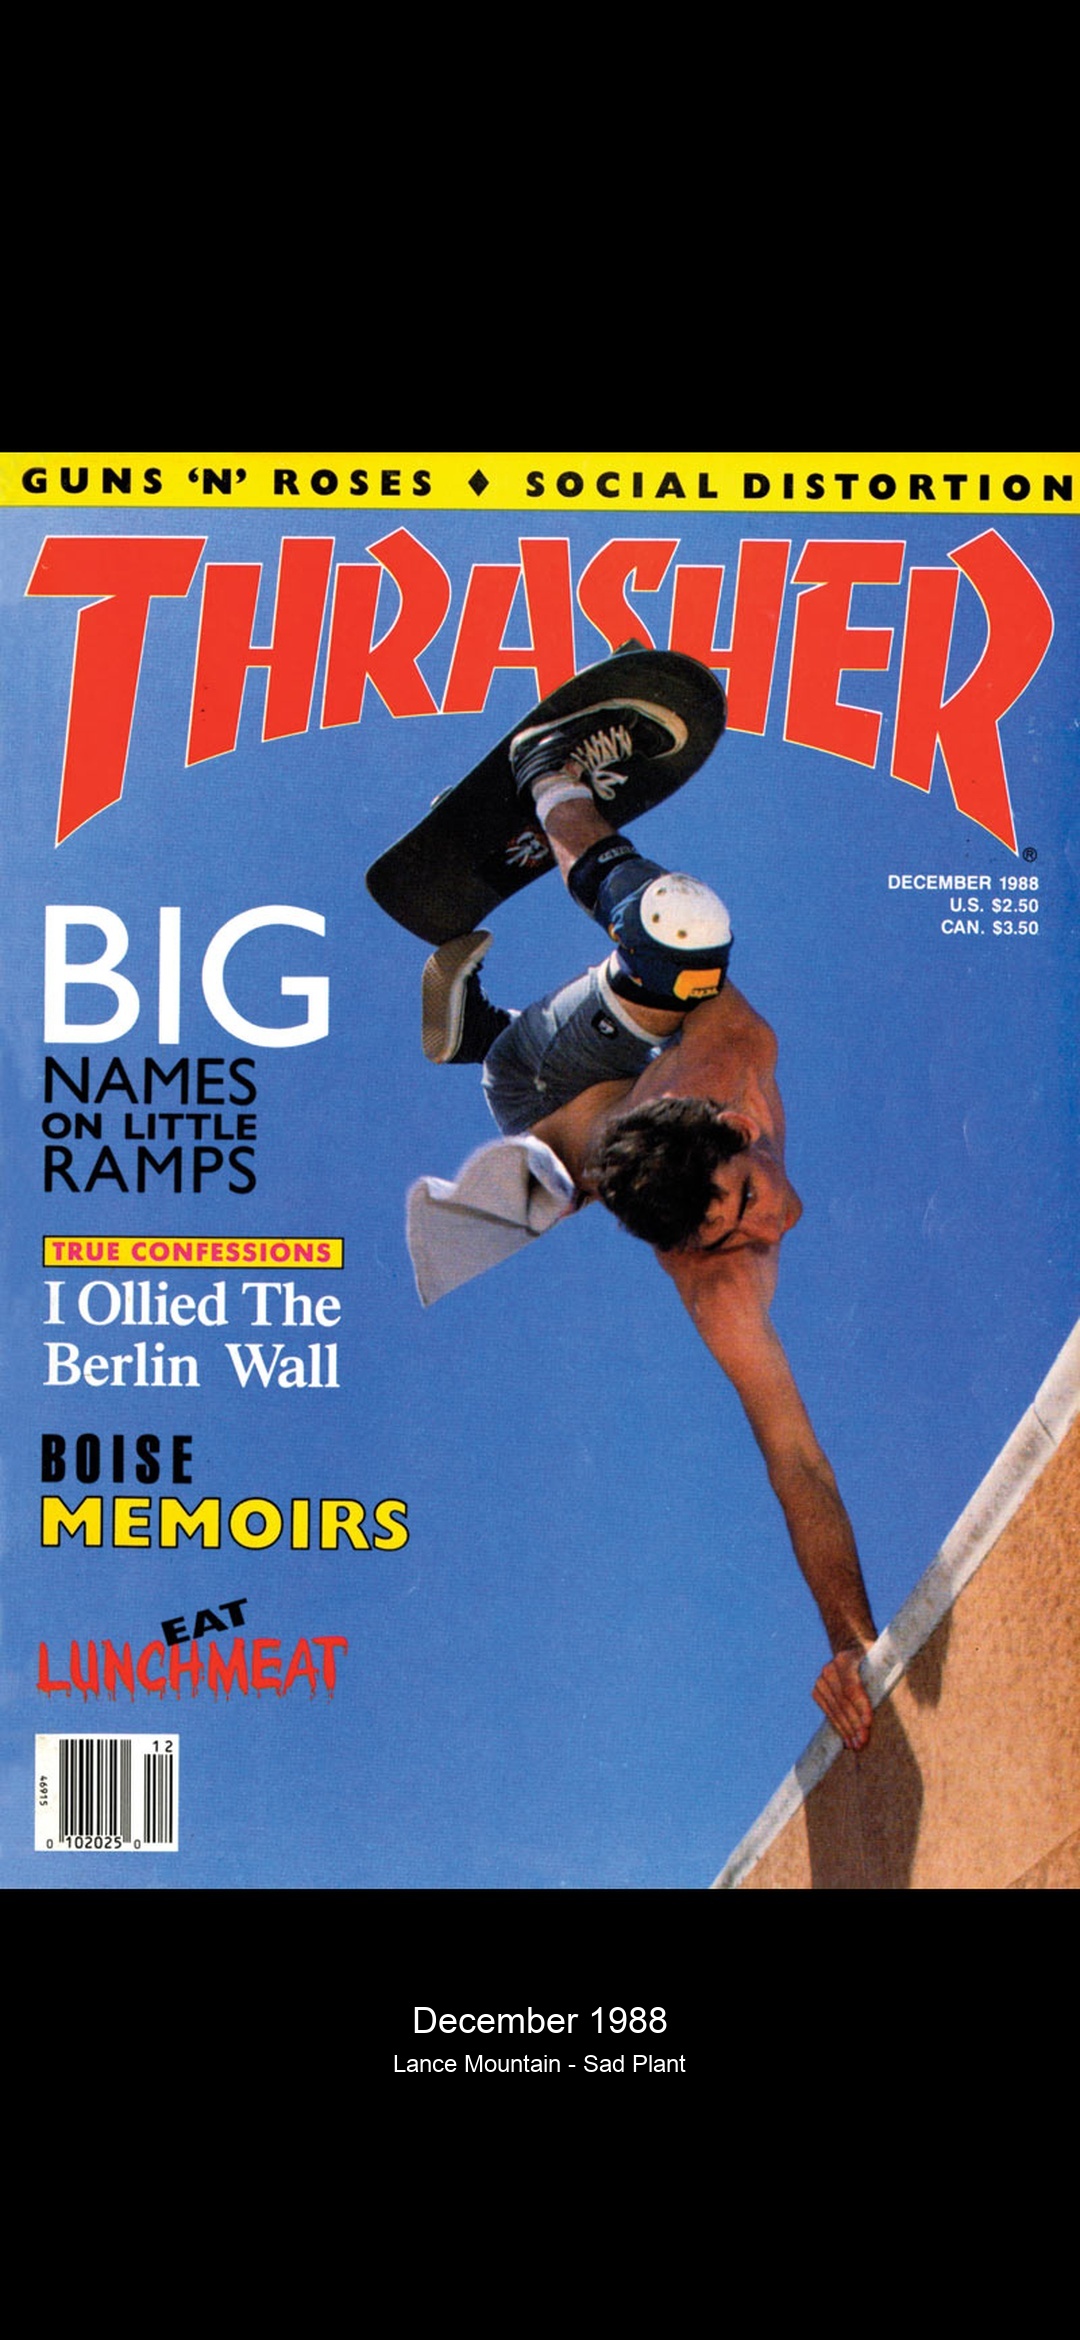 GUNS ‘N’ ROSES ♦ SOCIAL DISTORTION
THRASHER
®
DECEMBER 1988
U.S. $2.50
CAN. $3.50
BIG
NAMES
ON LITTLE
RAMPS
TRUE CONFESSIONS
I Ollied The
Berlin Wall
BOISE
MEMOIRS
EAT
LUNCHMEAT
12
46915
0 102025 0
December 1988
Lance Mountain - Sad Plant